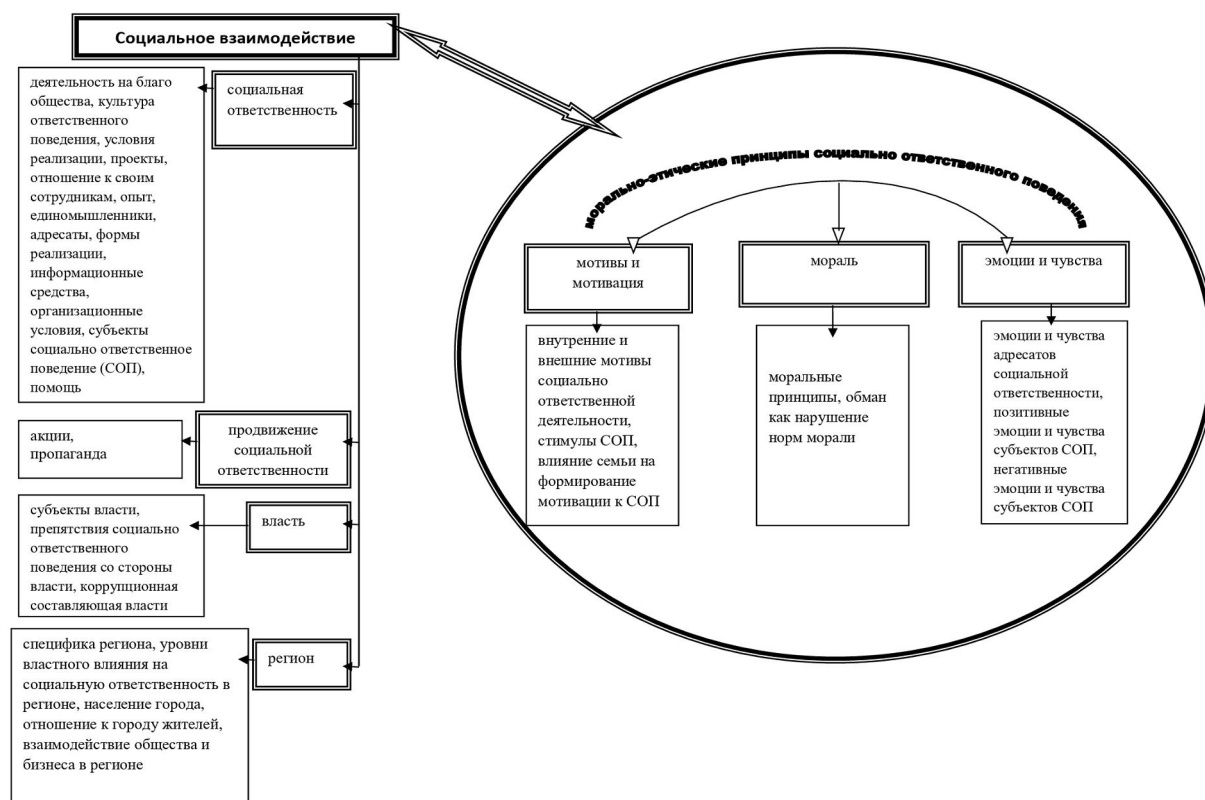 Социальное взаимодействие
деятельность на благо
общества, культура
ответственного
поведения, условия
реализации, проекты,
отношение к своим
сотрудникам, опыт,
единомышленники,
адресаты, формы
реализации,
информационные
средства,
организационные
условия, субъекты
социально ответственное
поведение (СОП),
помощь
социальная
ответственность
акции,
пропаганда
продвижение
социальной
ответственности
субъекты власти,
препятствия социально
ответственного
поведения со стороны
власти, коррупционная
составляющая власти
власть
специфика региона, уровни
властного влияния на
социальную ответственность в
регионе, население города,
отношение к городу жителей,
взаимодействие общества и
бизнеса в регионе
регион
морально-этические принципы социально ответственного поведения
мотивы и
мотивация
внутренние и
внешние мотивы
социально
ответственной
деятельности,
стимулы СОП,
влияние семьи на
формирование
мотивации к СОП
мораль
моральные
принципы, обман
как нарушение
норм морали
эмоции и чувства
эмоции и чувства
адресатов
социальной
ответственности,
позитивные
эмоции и чувства
субъектов СОП,
негативные
эмоции и чувства
субъектов СОП